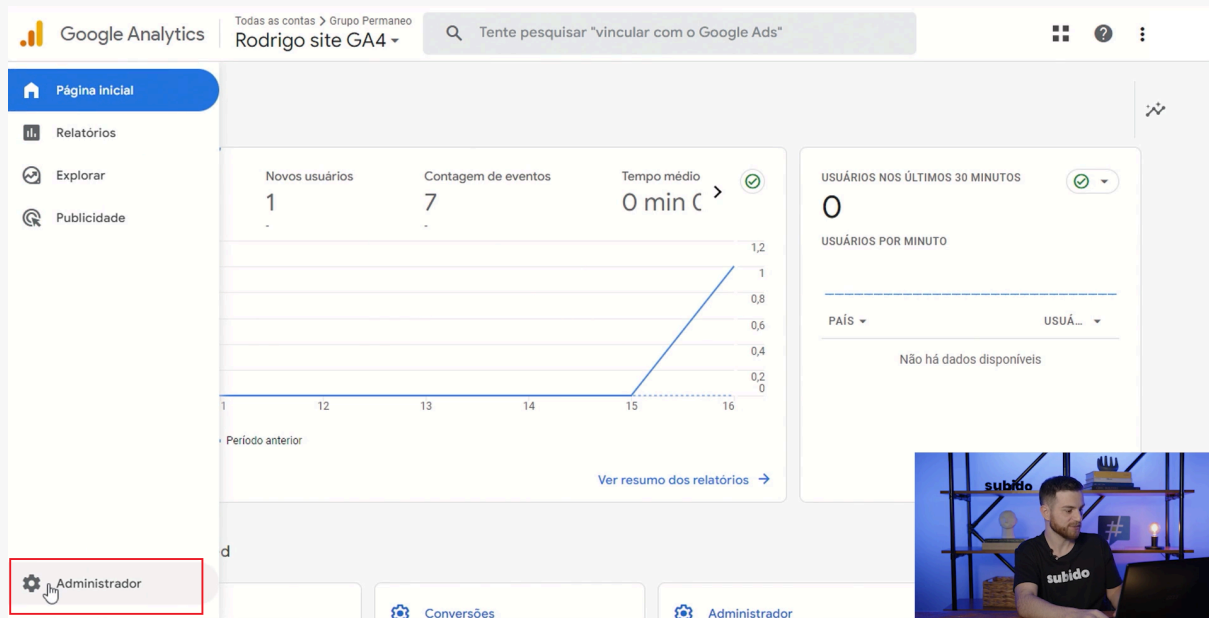 Google Analytics
Todas as contas > Grupo Permaneo
Rodrigo site GA4
Tente pesquisar "vincular com o Google Ads"
Página inicial
Relatórios
Explorar
Publicidade
Administrador
Novos usuários
1
-
Contagem de eventos
7
-
Tempo médio
0 min
1,2
1
0,8
0,6
0,4
0,2
0
1 12 13 14 15 16
Período anterior
Ver resumo dos relatórios
USUÁRIOS NOS ÚLTIMOS 30 MINUTOS
0
USUÁRIOS POR MINUTO
PAÍS USUÁ...
Não há dados disponíveis
d
Conversões
Administrador
subido
#
subido